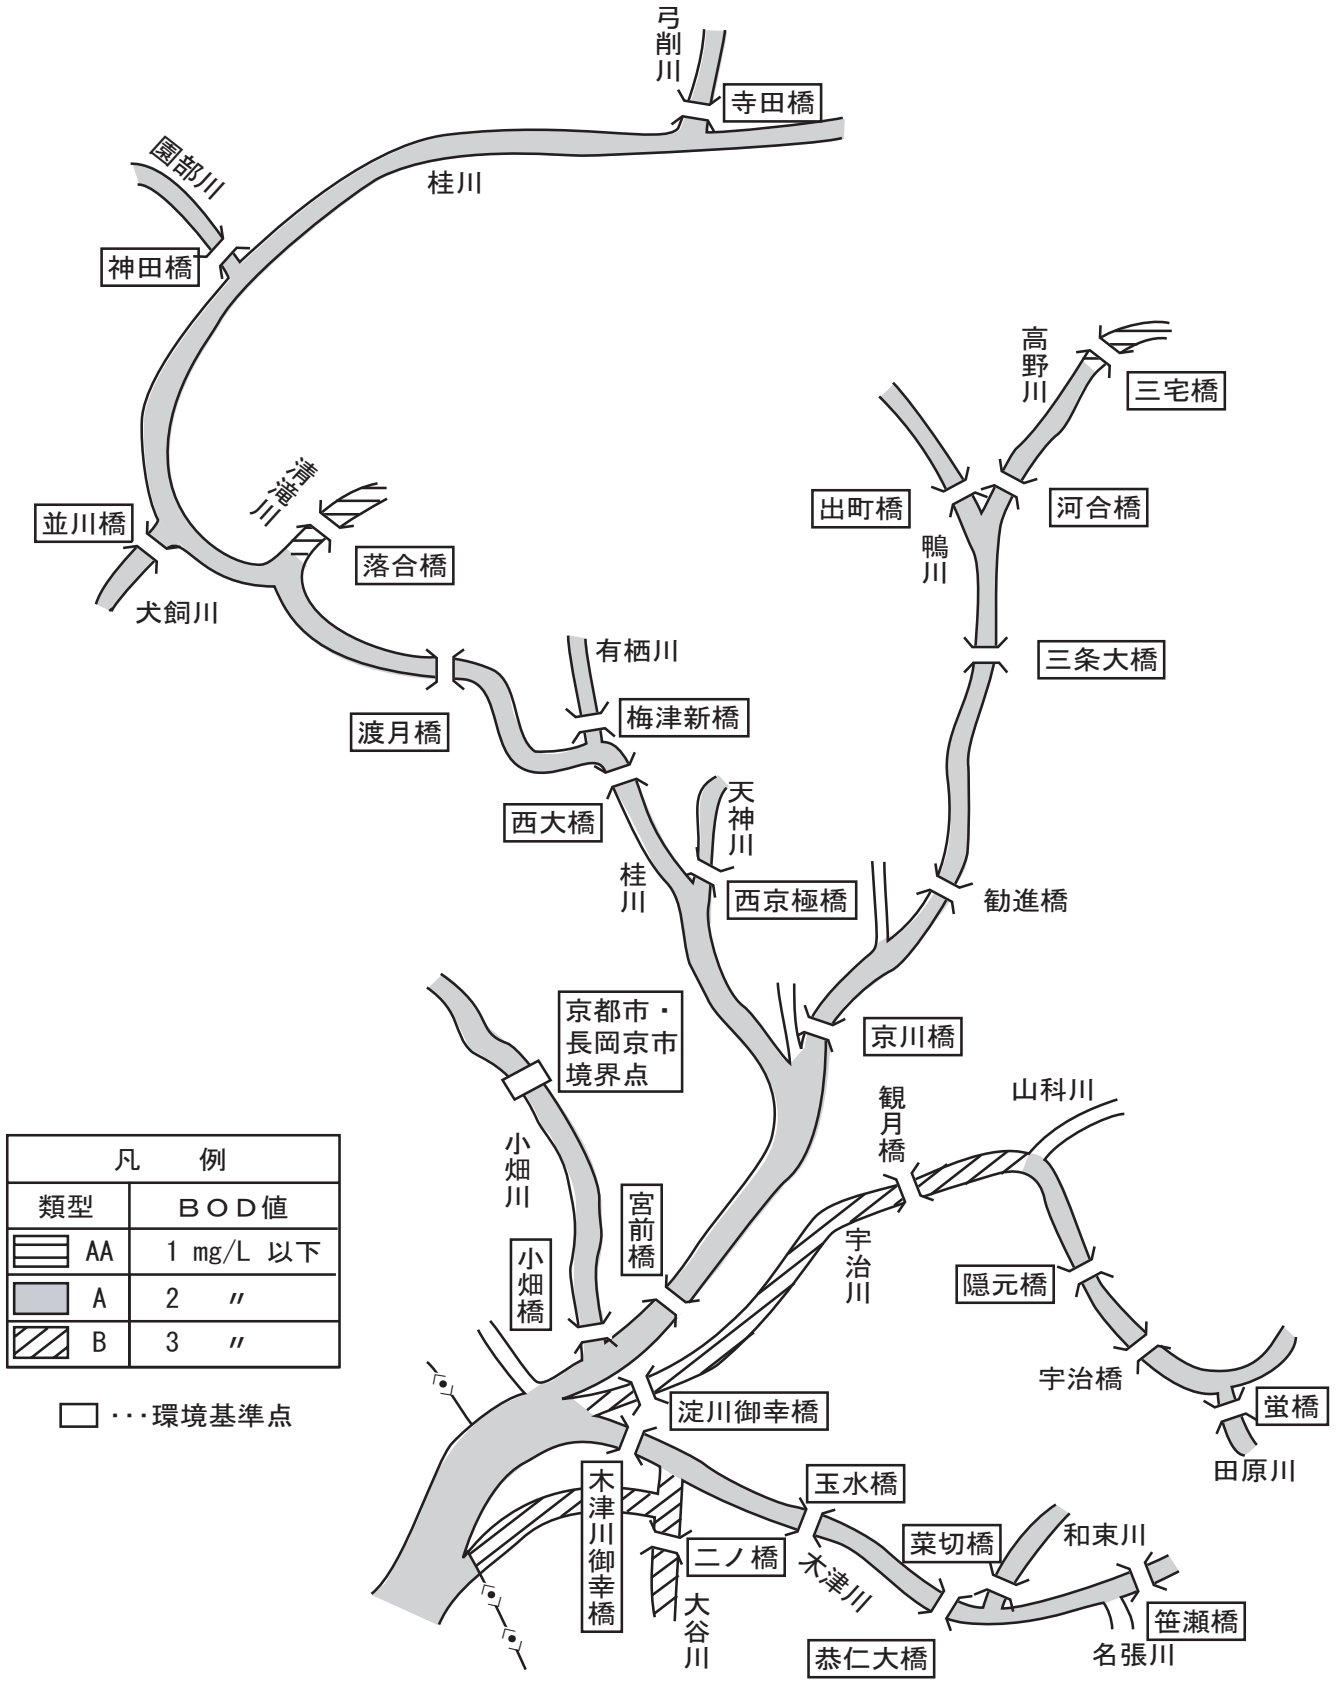 弓削川
寺田橋
園部川
桂川
神田橋
高野川
三宅橋
清滝川
並川橋
出町橋
河合橋
落合橋
鴨川
犬飼川
有栖川
三条大橋
渡月橋
梅津新橋
西大橋
天神川
桂川
西京極橋
勧進橋
京都市・
長岡京市
境界点
京川橋
山科川
観月橋
小畑川
凡 例
類型 BOD値
AA 1 mg/L 以下
A 2 〃
B 3 〃
□ ・・・環境基準点
宮前橋
小畑橋
宇治川
隠元橋
宇治橋
淀川御幸橋
蛍橋
田原川
木津川御幸橋
玉水橋
二ノ橋
菜切橋
和束川
木津川
大谷川
恭仁大橋
笹瀬橋
名張川